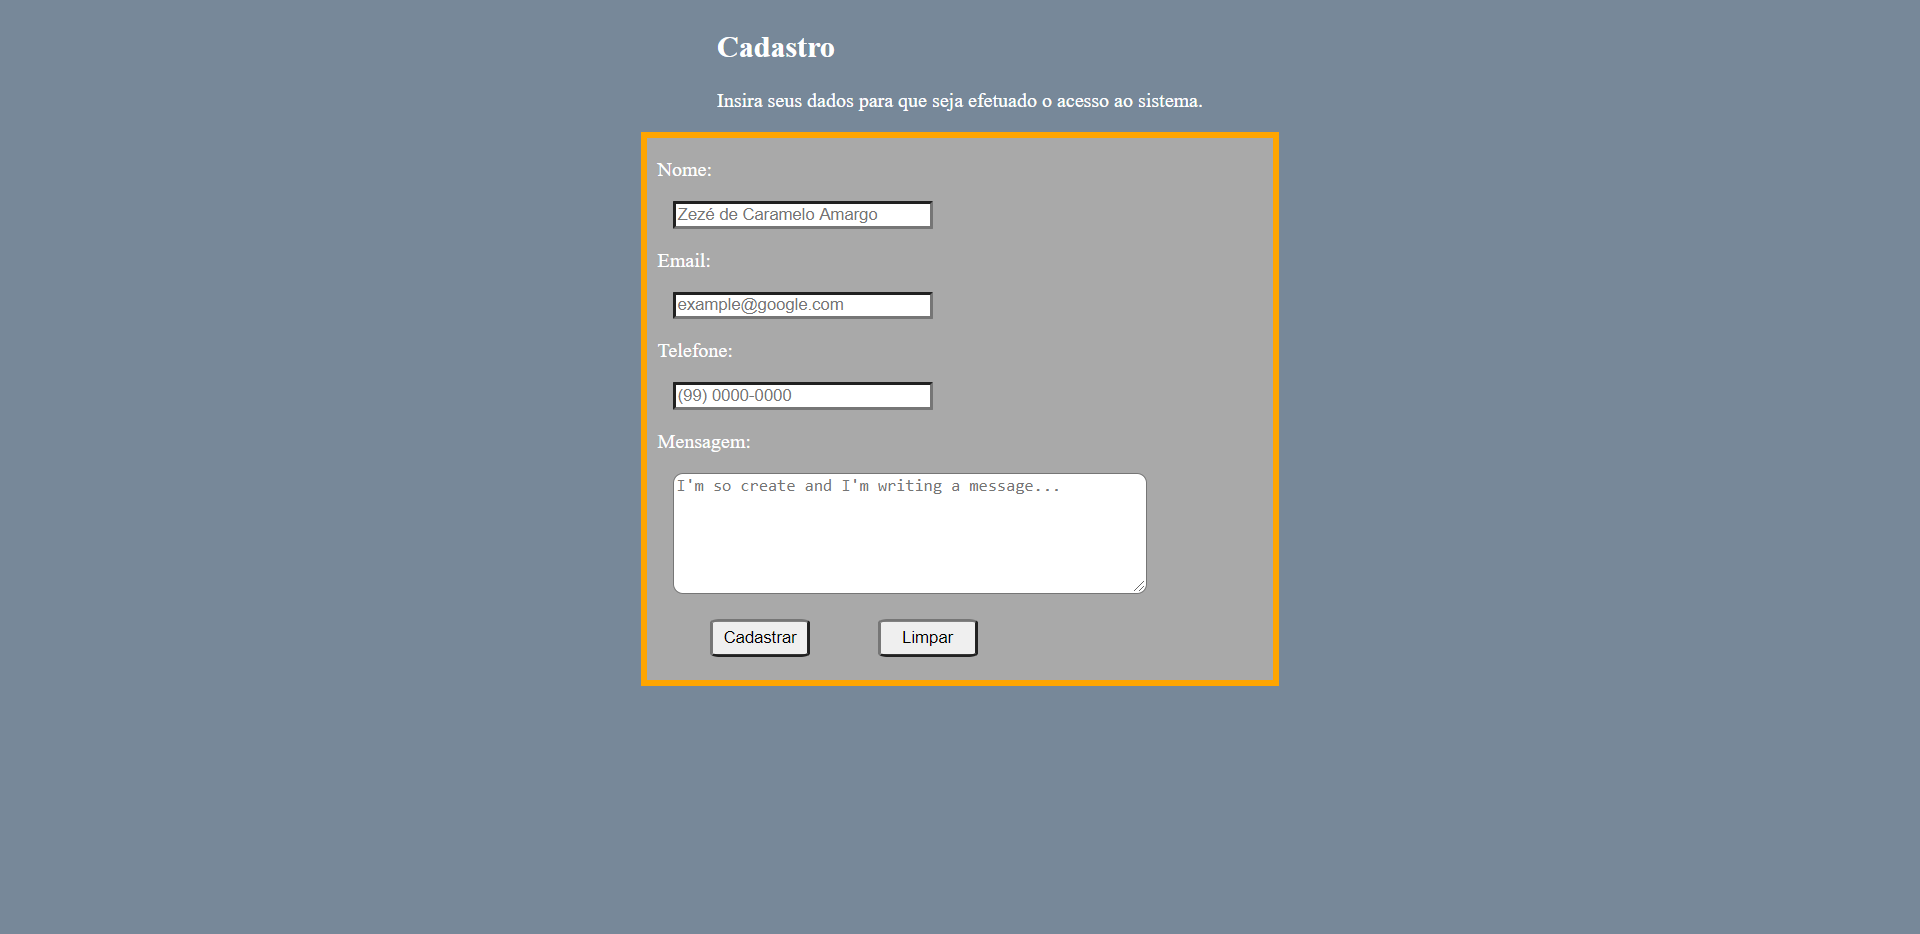 Cadastro
Insira seus dados para que seja efetuado o acesso ao sistema.
Nome:
Zezé de Caramelo Amargo
Email:
example@google.com
Telefone:
(99) 0000-0000
Mensagem:
I'm so create and I'm writing a message...
Cadastrar Limpar